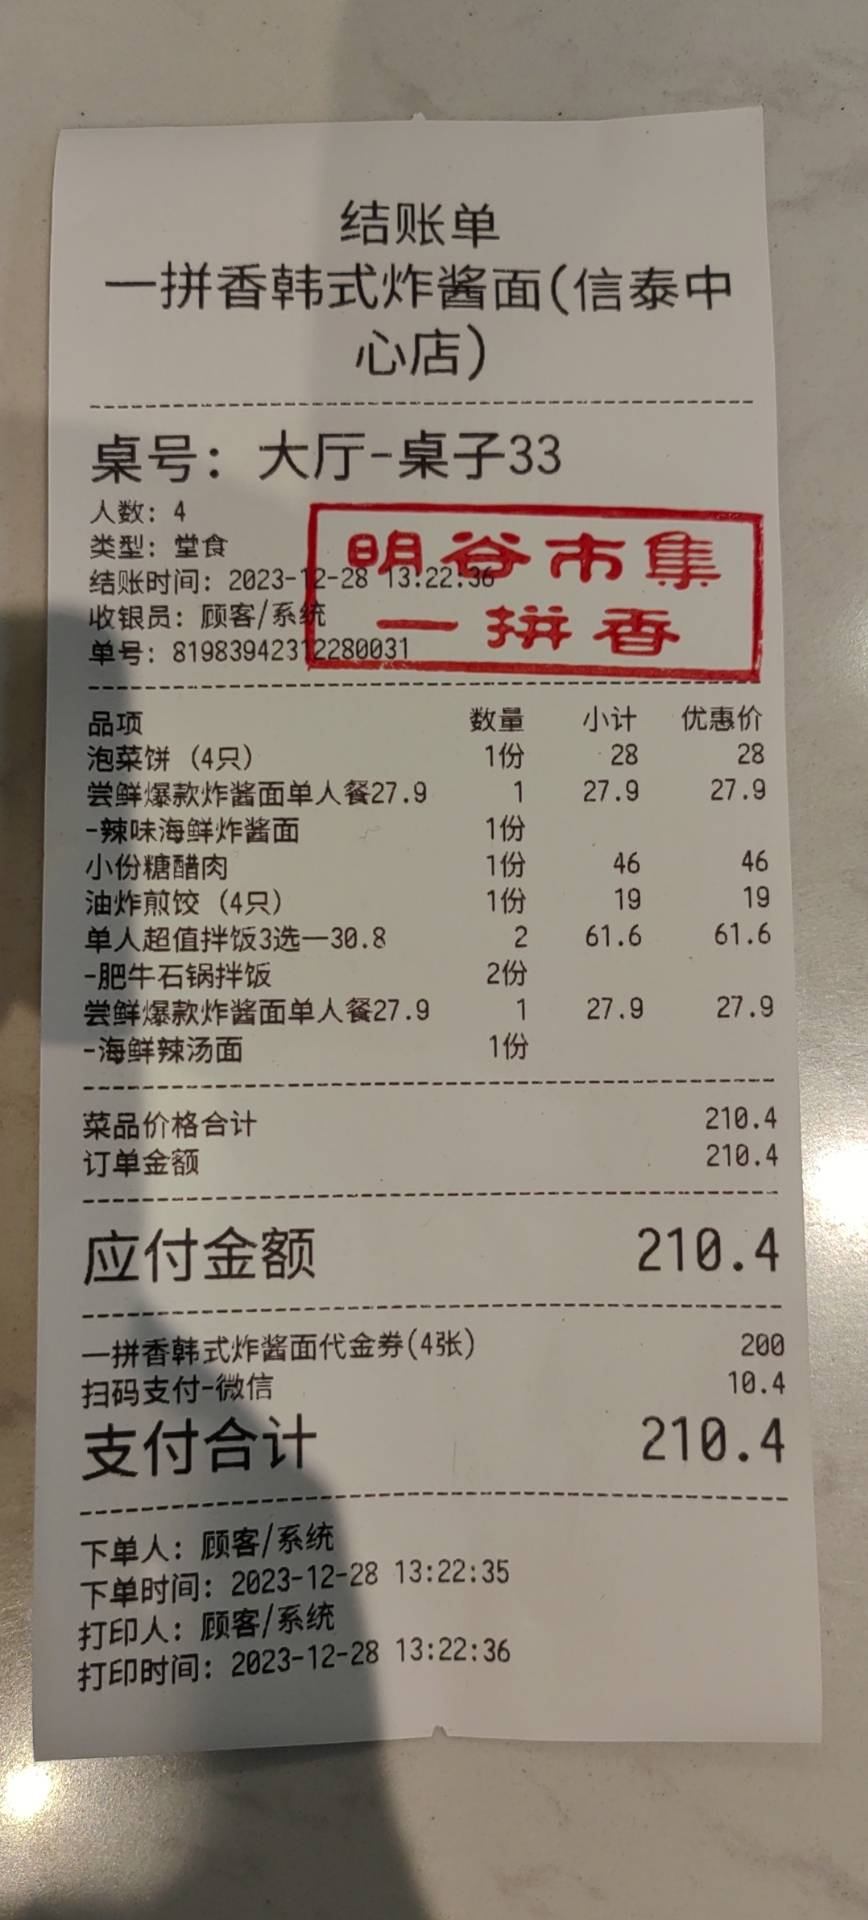 结账单
一拼香韩式炸酱面(信泰中
心店)
桌号: 大厅-桌子33
人数: 4
类型: 堂食
结账时间: 2023-12-28 13:22:36
收银员: 顾客/系统
单号: 81983942312280031
明谷市集
一拼香
品项 数量 小计 优惠价
泡菜饼 (4只) 1份 28 28
尝鲜爆款炸酱面单人餐27.9 1 27.9 27.9
-辣味海鲜炸酱面 1份
小份糖醋肉 1份 46 46
油炸煎饺 (4只) 1份 19 19
单人超值拌饭3选一30.8 2 61.6 61.6
-肥牛石锅拌饭 2份
尝鲜爆款炸酱面单人餐27.9 1 27.9 27.9
-海鲜辣汤面 1份
菜品价格合计 210.4
订单金额 210.4
应付金额 210.4
一拼香韩式炸酱面代金券(4张) 200
扫码支付-微信 10.4
支付合计 210.4
下单人: 顾客/系统
下单时间: 2023-12-28 13:22:35
打印人: 顾客/系统
打印时间: 2023-12-28 13:22:36